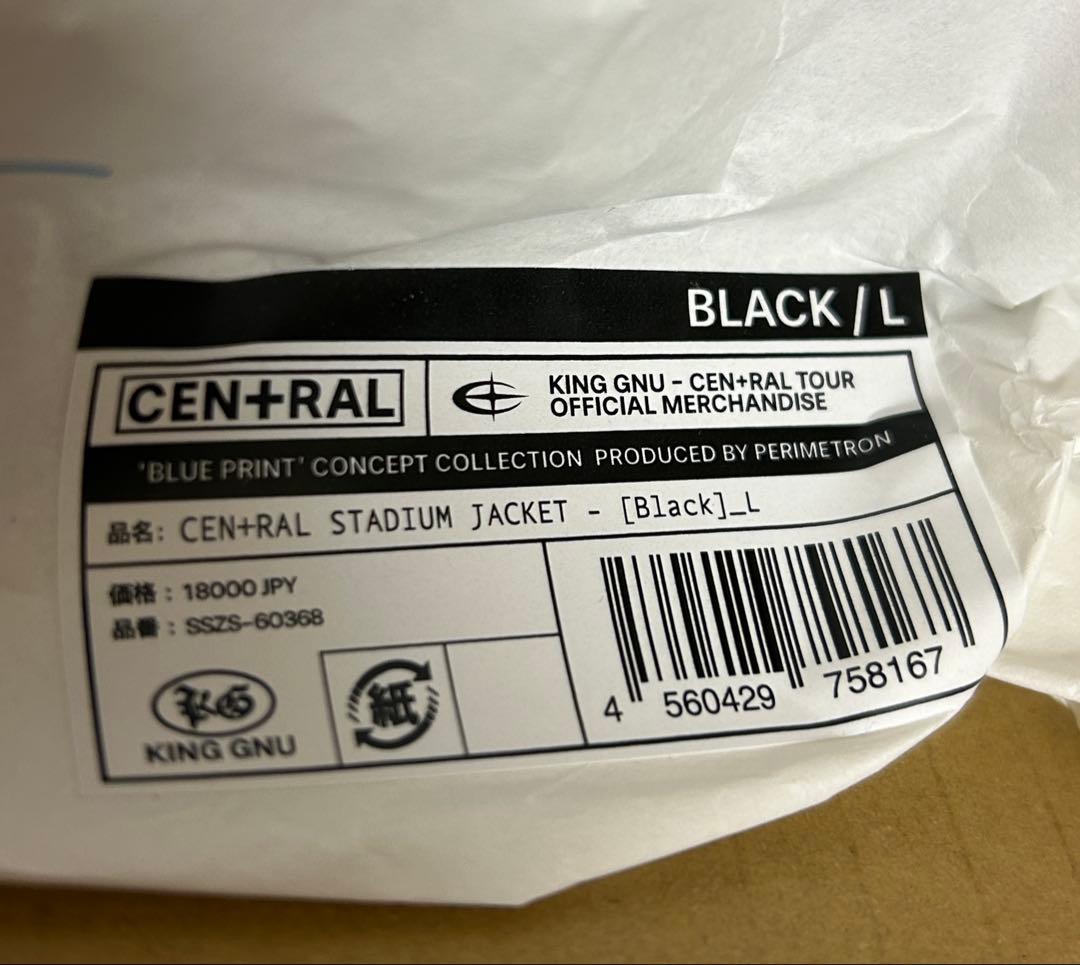 BLACK / L
CEN+RAL
KING GNU - CEN+RAL TOUR
OFFICIAL MERCHANDISE
'BLUE PRINT' CONCEPT COLLECTION PRODUCED BY PERIMETRON
品名: CEN+RAL STADIUM JACKET - [Black]_L
価格 : 18000 JPY
品番 : SSZS-60368
KG
KING GNU
紙
4 560429 758167